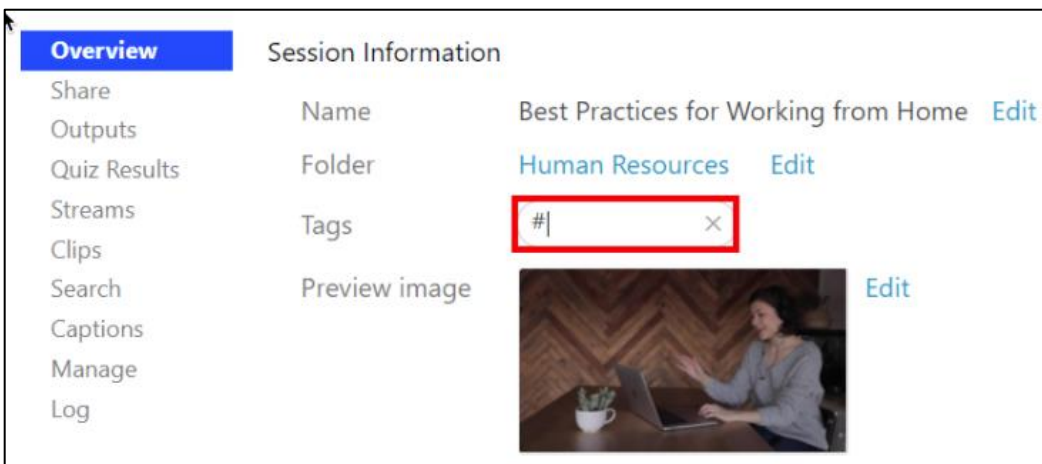 Overview
Share
Outputs
Quiz Results
Streams
Clips
Search
Captions
Manage
Log
Session Information
Name Best Practices for Working from Home Edit
Folder Human Resources Edit
Tags # ×
Preview image Edit